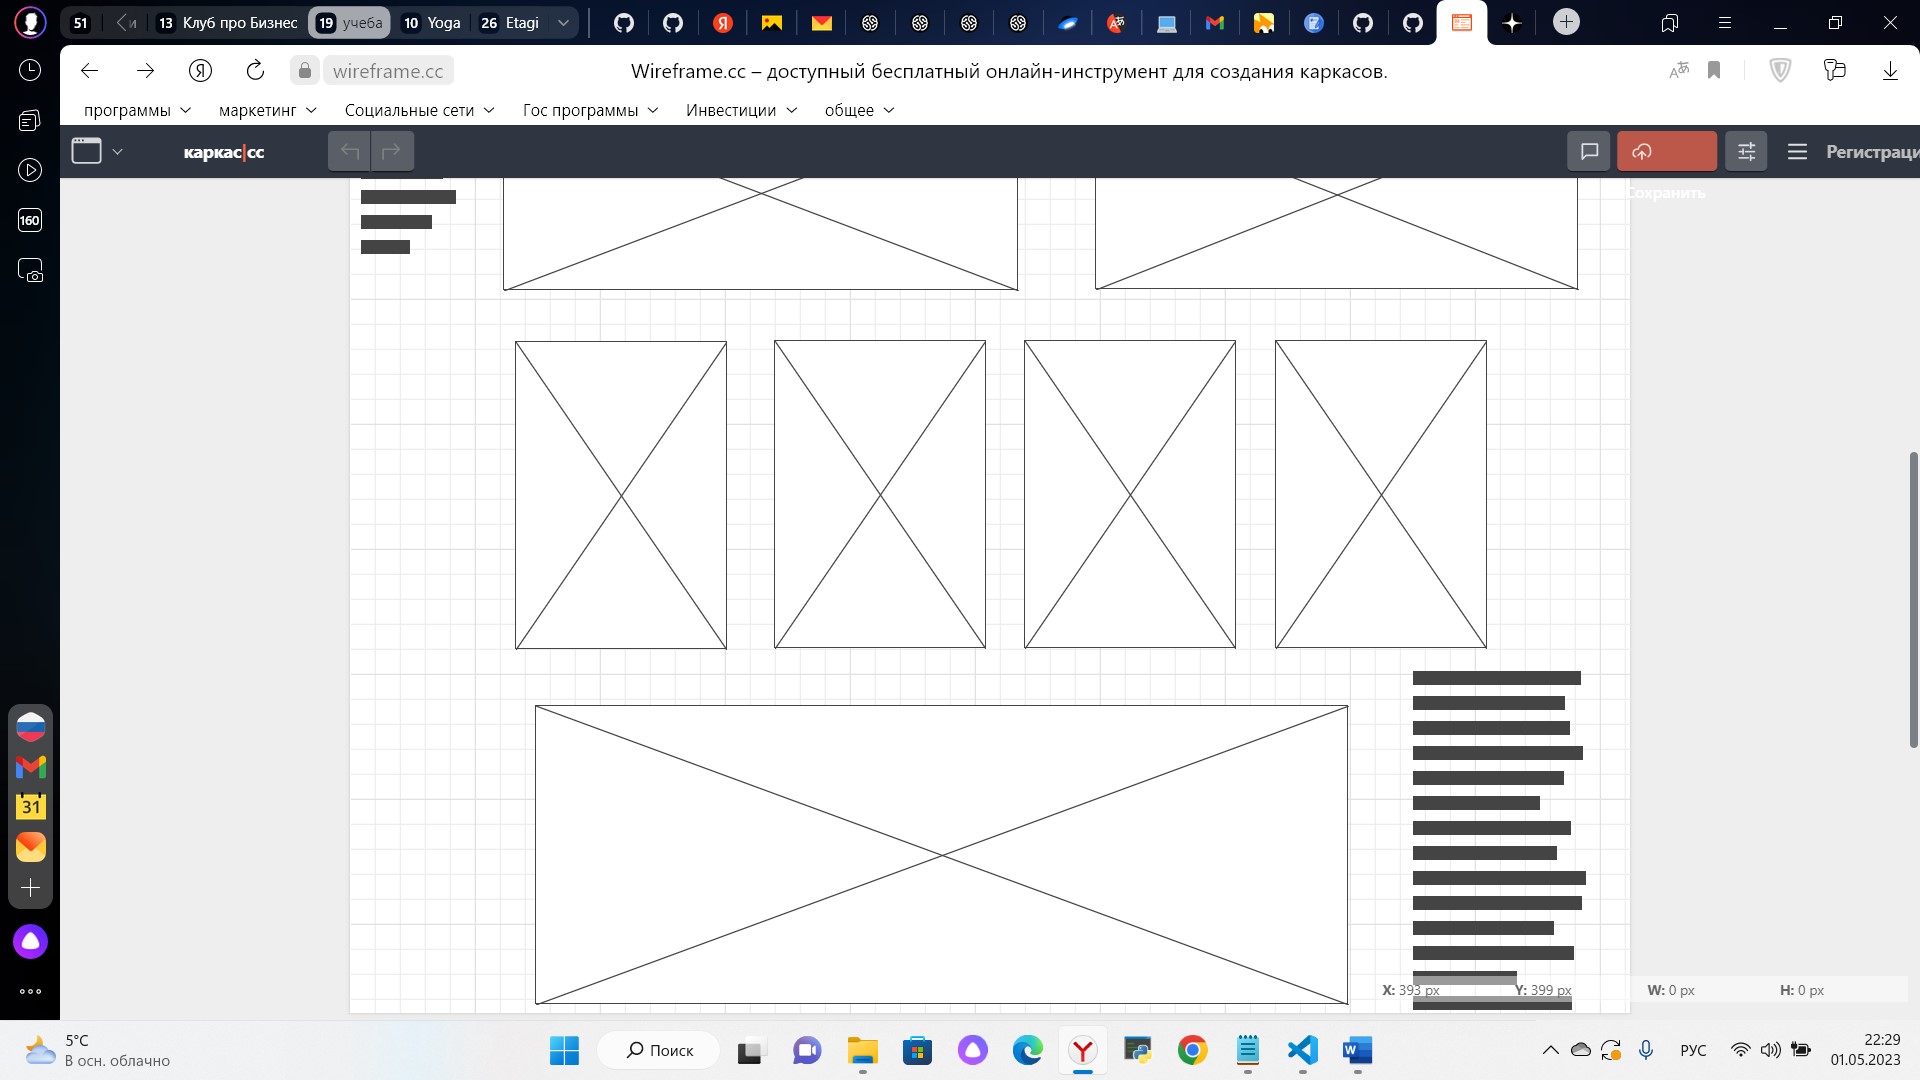 51
и
13 Клуб про Бизнес
19 учеба
10 Yoga
26 Etagi
wireframe.cc
Wireframe.cc – доступный бесплатный онлайн-инструмент для создания каркасов.
программы
маркетинг
Социальные сети
Гос программы
Инвестиции
общее
каркас|cc
Регистраци
Сохранить
160
31
X: 393 px
Y: 399 px
W: 0 px
H: 0 px
5°C
В осн. облачно
Поиск
РУС
22:29
01.05.2023